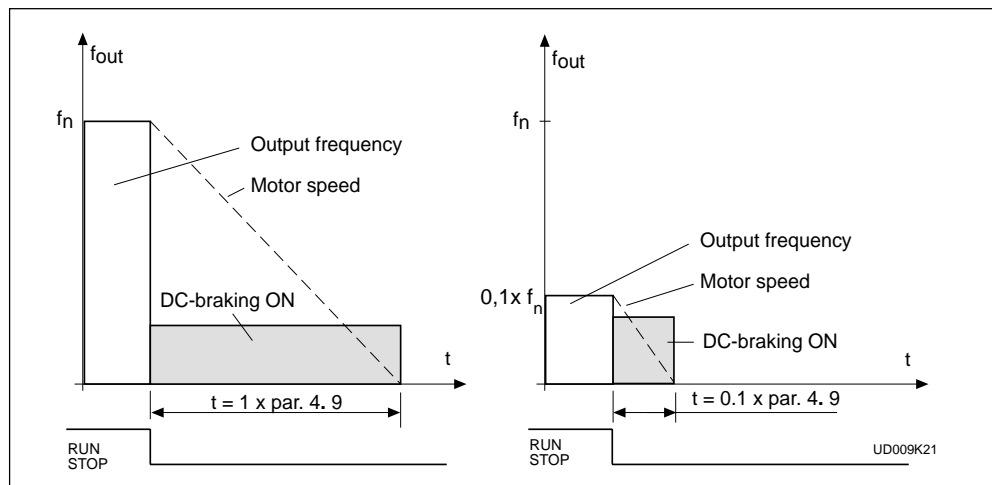 fout
fn
Output frequency
Motor speed
DC-braking ON
t
t = 1 x par. 4. 9
RUN
STOP
fout
fn
Output frequency
Motor speed
0,1x fn
DC-braking ON
t
t = 0.1 x par. 4. 9
RUN
STOP
UD009K21